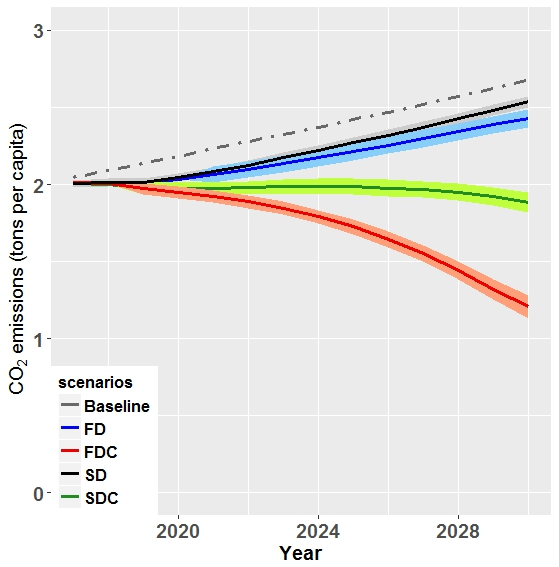 3
2
1
0
CO2 emissions (tons per capita)
scenarios
Baseline
FD
FDC
SD
SDC
2020 2024 2028
Year